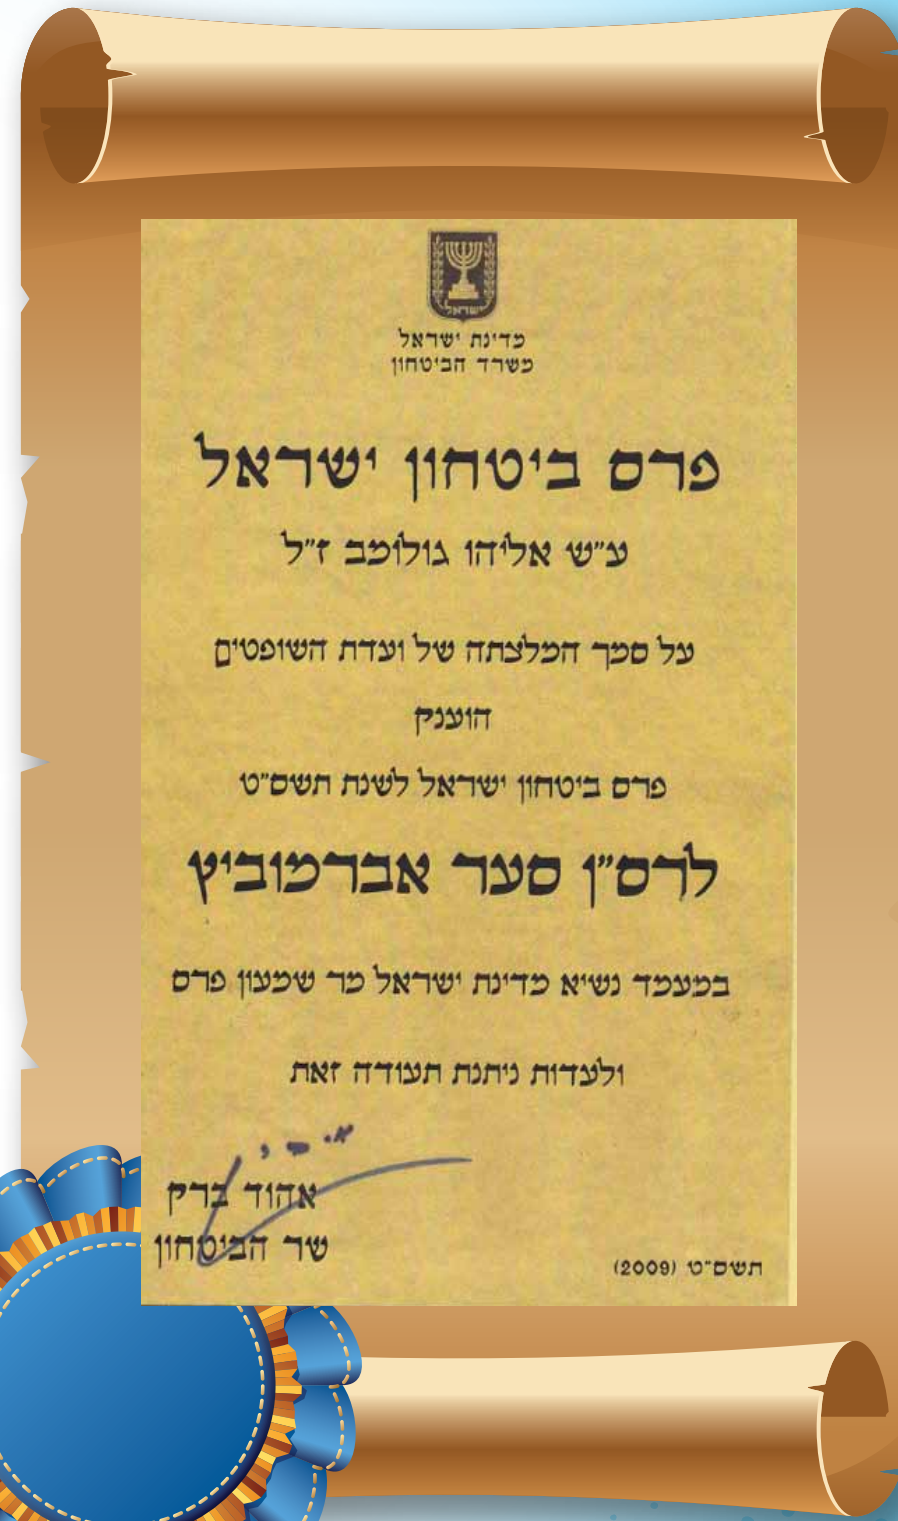 ישראל
מדינת ישראל
משרד הביטחון
פרס ביטחון ישראל
ע"ש אליהו גולומב ז"ל
על סמך המלצתה של ועדת השופטים
הוענק
פרס ביטחון ישראל לשנת תשס"ט
לרס"ן סער אברמוביץ
במעמד נשיא מדינת ישראל מר שמעון פרס
ולעדות ניתנת תעודה זאת
אהוד ברק
שר הביטחון
תשס"ט (2009)